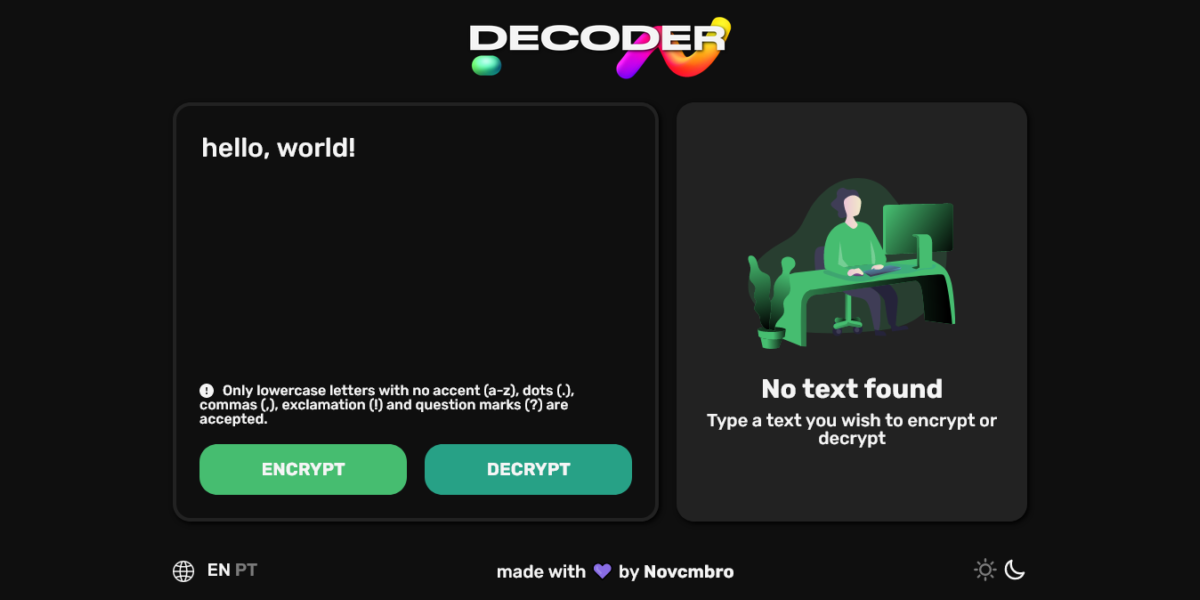 DECODER
hello, world!
Only lowercase letters with no accent (a-z), dots (.),
commas (,), exclamation (!) and question marks (?) are
accepted.
ENCRYPT
DECRYPT
No text found
Type a text you wish to encrypt or
decrypt
EN PT
made with 💜 by Novcmbro